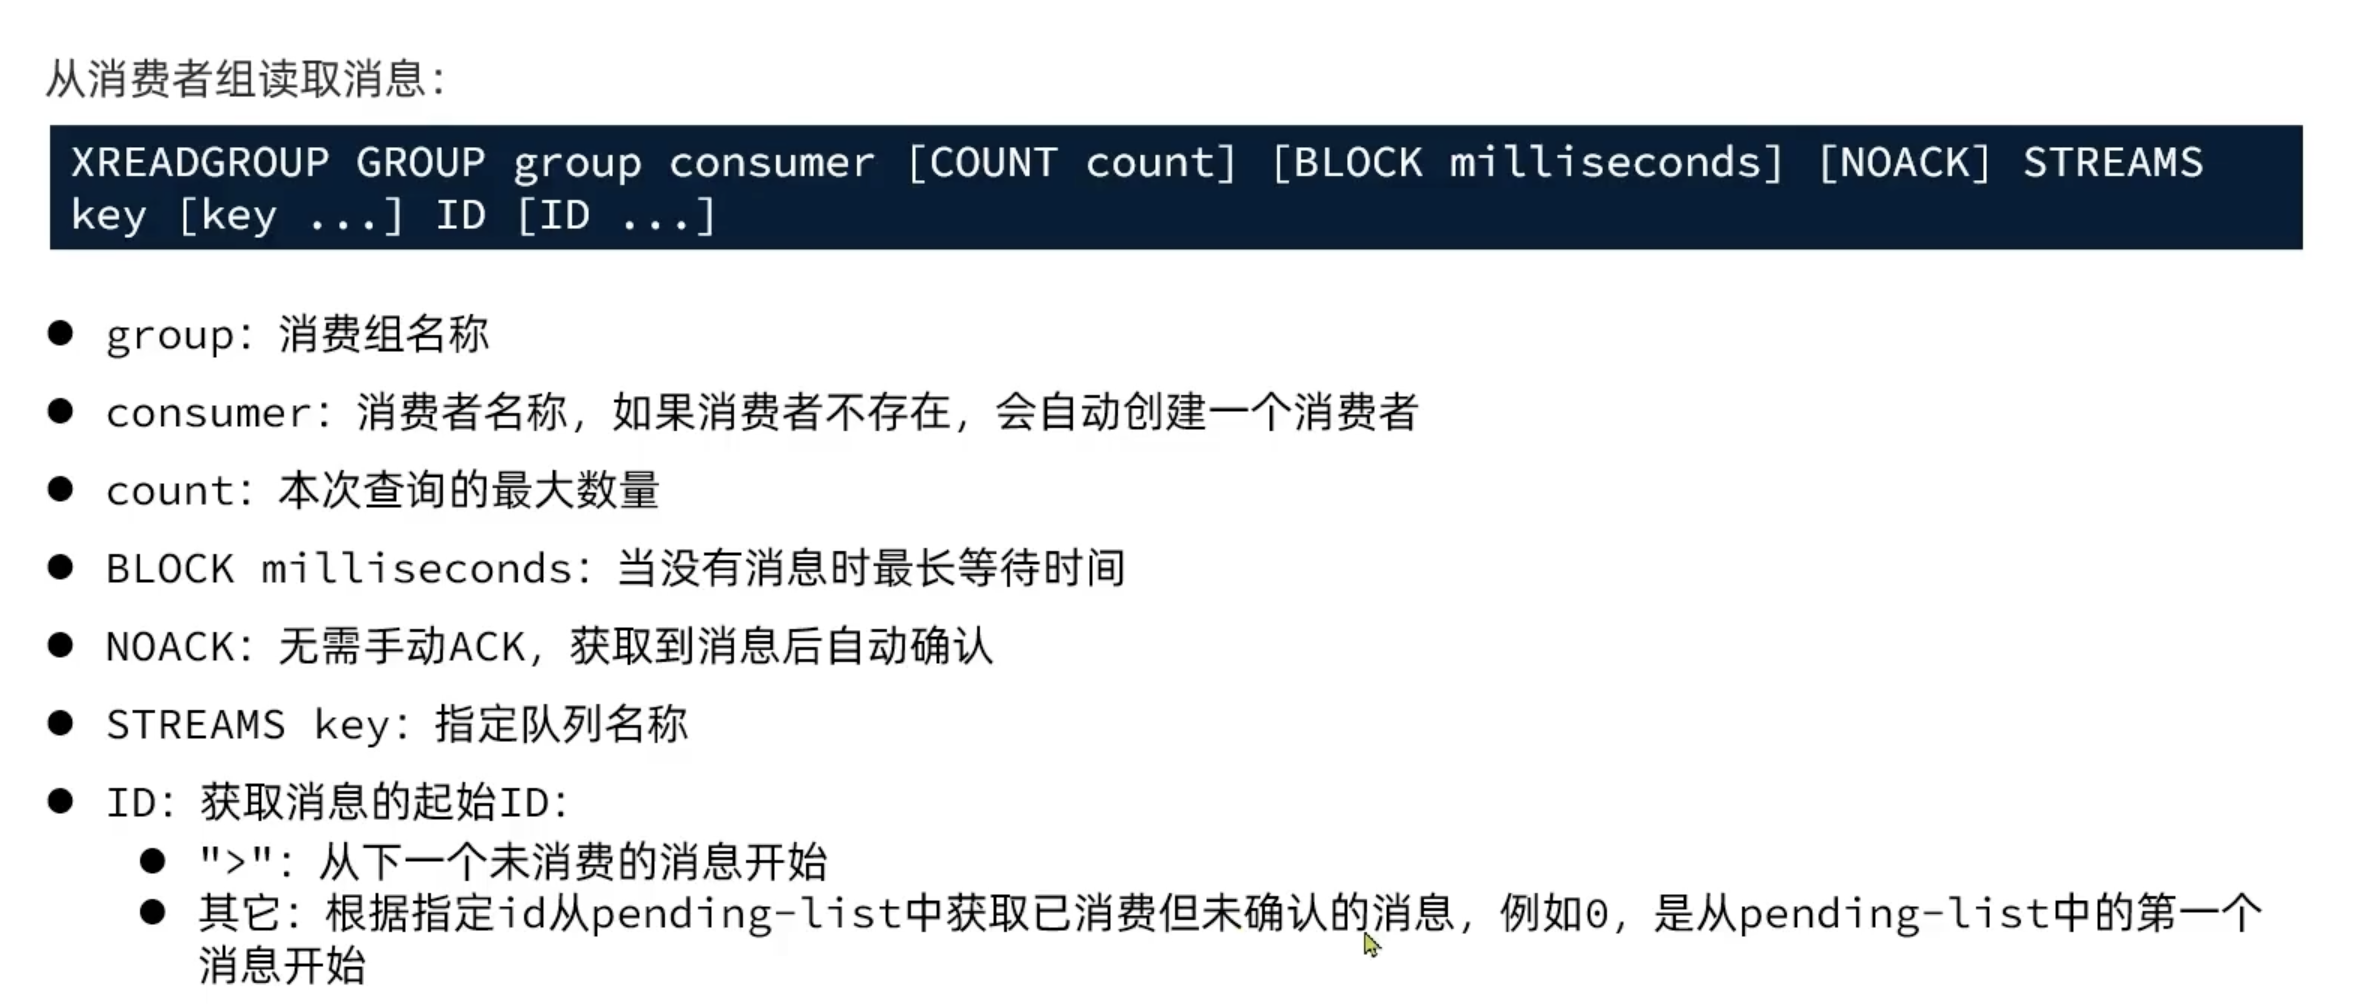 从消费者组读取消息：
XREADGROUP GROUP group consumer [COUNT count] [BLOCK milliseconds] [NOACK] STREAMS
key [key ...] ID [ID ...]
● group：消费组名称
● consumer：消费者名称，如果消费者不存在，会自动创建一个消费者
● count：本次查询的最大数量
● BLOCK milliseconds：当没有消息时最长等待时间
● NOACK：无需手动ACK，获取到消息后自动确认
● STREAMS key：指定队列名称
● ID：获取消息的起始ID：
● ">"：从下一个未消费的消息开始
● 其它：根据指定id从pending-list中获取已消费但未确认的消息，例如0，是从pending-list中的第一个
消息开始